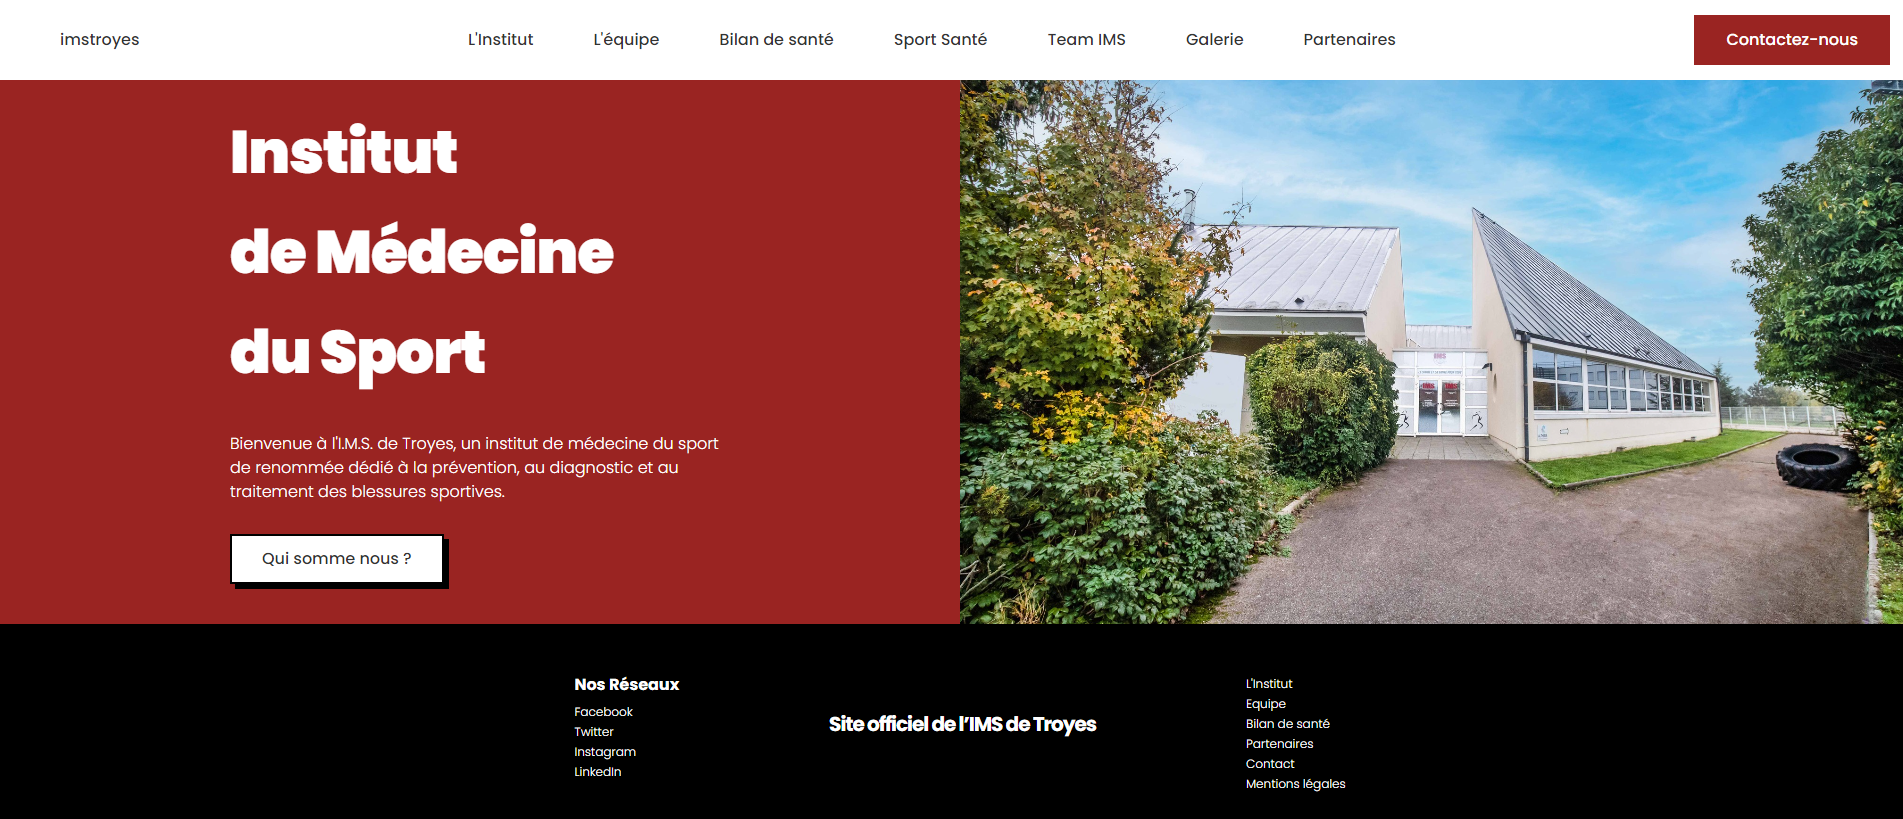 imstroyes
L'Institut
L'équipe
Bilan de santé
Sport Santé
Team IMS
Galerie
Partenaires
Contactez-nous
Institut
de Médecine
du Sport
Bienvenue à l'I.M.S. de Troyes, un institut de médecine du sport
de renommée dédié à la prévention, au diagnostic et au
traitement des blessures sportives.
Qui somme nous ?
IMS
Nos Réseaux
Facebook
Twitter
Instagram
LinkedIn
Site officiel de l’IMS de Troyes
L'Institut
Equipe
Bilan de santé
Partenaires
Contact
Mentions légales